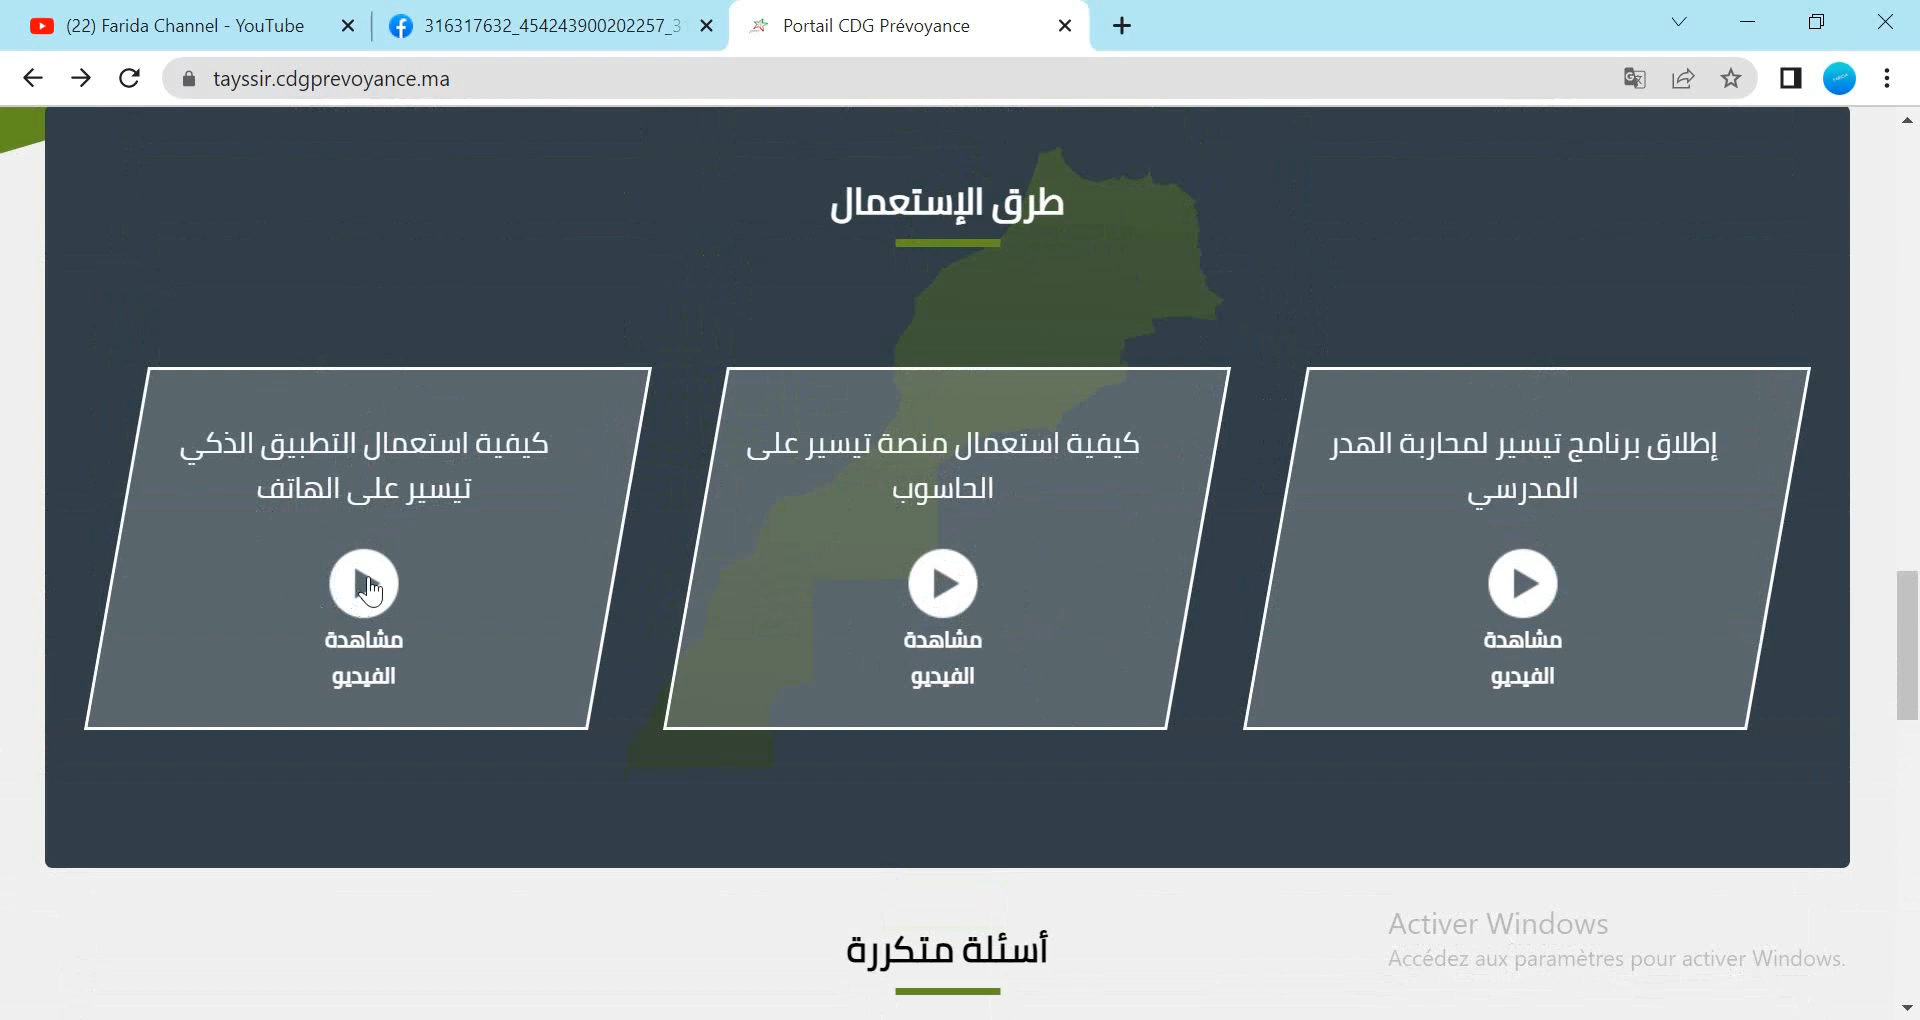 (22) Farida Channel - YouTube
316317632_454243900202257_3
Portail CDG Prévoyance
tayssir.cdgprevoyance.ma
طرق الإستعمال
إطلاق برنامج تيسير لمحاربة الهدر
المدرسي
مشاهدة
الفيديو
كيفية استعمال منصة تيسير على
الحاسوب
مشاهدة
الفيديو
كيفية استعمال التطبيق الذكي
تيسير على الهاتف
مشاهدة
الفيديو
أسئلة متكررة
Activer Windows
Accédez aux paramètres pour activer Windows.